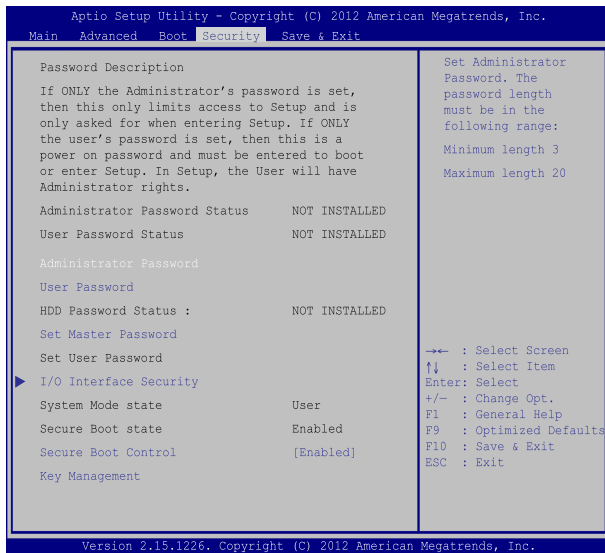 Aptio Setup Utility - Copyright (C) 2012 American Megatrends, Inc.
Main Advanced Boot Security Save & Exit
Password Description
If ONLY the Administrator's password is set,
then this only limits access to Setup and is
only asked for when entering Setup. If ONLY
the user's password is set, then this is a
power on password and must be entered to boot
or enter Setup. In Setup, the User will have
Administrator rights.
Administrator Password Status NOT INSTALLED
User Password Status NOT INSTALLED
Administrator Password
User Password
HDD Password Status : NOT INSTALLED
Set Master Password
Set User Password
I/O Interface Security
System Mode state User
Secure Boot state Enabled
Secure Boot Control [Enabled]
Key Management
Set Administrator
Password. The
password length
must be in the
following range:
Minimum length 3
Maximum length 20
→← : Select Screen
↑↓ : Select Item
Enter: Select
+/— : Change Opt.
F1 : General Help
F9 : Optimized Defaults
F10 : Save & Exit
ESC : Exit
Version 2.15.1226. Copyright (C) 2012 American Megatrends, Inc.